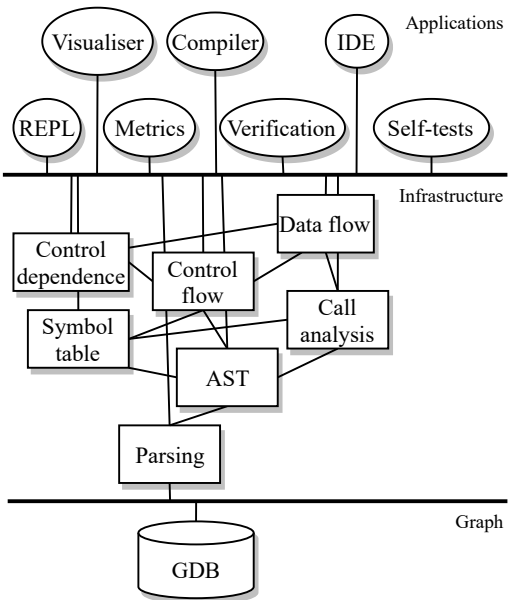 Applications
Visualiser
Compiler
IDE
REPL
Metrics
Verification
Self-tests
Infrastructure
Data flow
Control
dependence
Control
flow
Call
analysis
Symbol
table
AST
Parsing
Graph
GDB